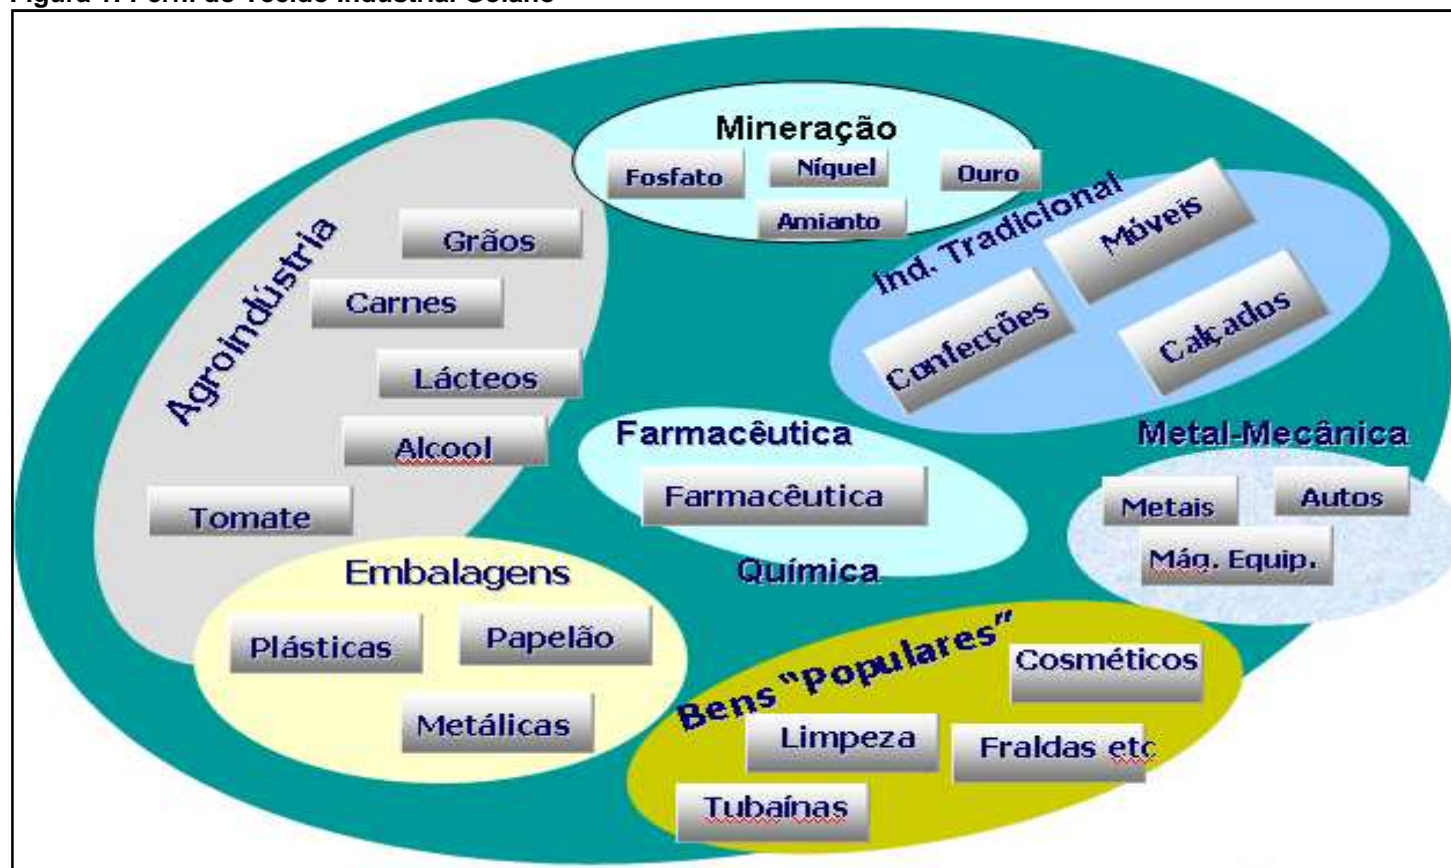 Figura 1: Perfil do Tecido Industrial Goiano
Mineração
Fosfato
Níquel
Ouro
Amianto
Agroindústria
Grãos
Carnes
Lácteos
Alcool
Tomate
Ind. Tradicional
Móveis
Confecções
Calçados
Farmacêutica
Farmacêutica
Química
Metal-Mecânica
Metais
Autos
Máq. Equip.
Embalagens
Plásticas
Papelão
Metálicas
Bens "Populares"
Cosméticos
Limpeza
Fraldas etc
Tubaínas